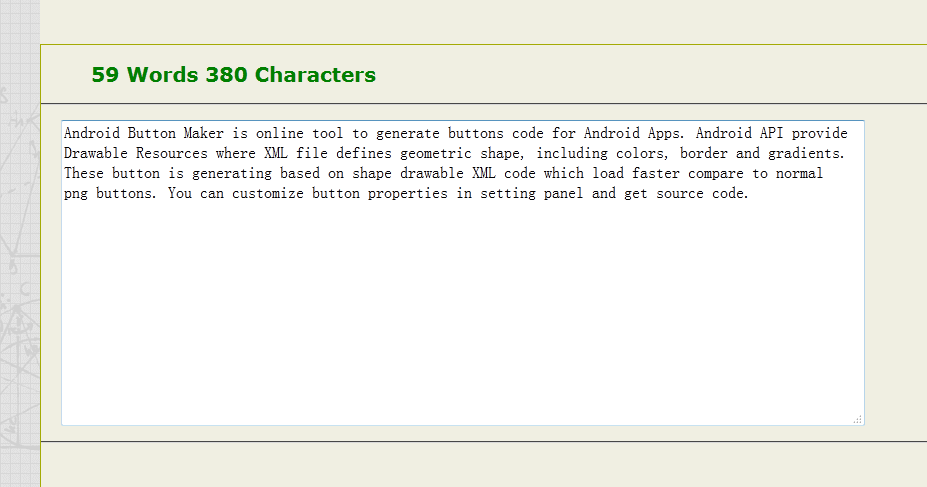 59 Words 380 Characters
Android Button Maker is online tool to generate buttons code for Android Apps. Android API provide
Drawable Resources where XML file defines geometric shape, including colors, border and gradients.
These button is generating based on shape drawable XML code which load faster compare to normal
png buttons. You can customize button properties in setting panel and get source code.